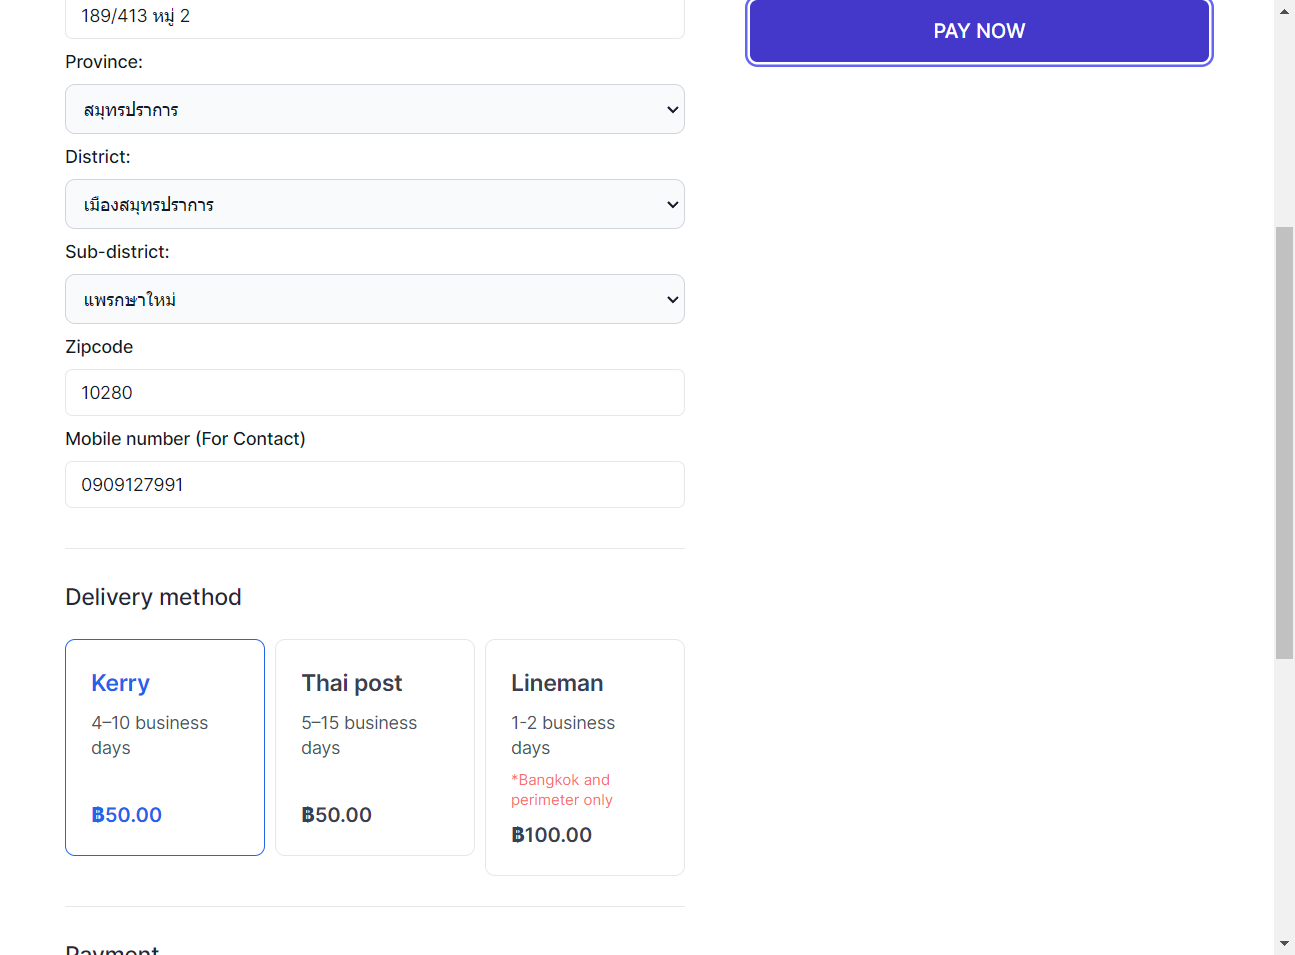 189/413 หมู่ 2
PAY NOW
Province:
สมุทรปราการ
District:
เมืองสมุทรปราการ
Sub-district:
แพรกษาใหม่
Zipcode
10280
Mobile number (For Contact)
0909127991
Delivery method
Kerry
4–10 business
days
฿50.00
Thai post
5–15 business
days
฿50.00
Lineman
1-2 business
days
*Bangkok and
perimeter only
฿100.00
Payment